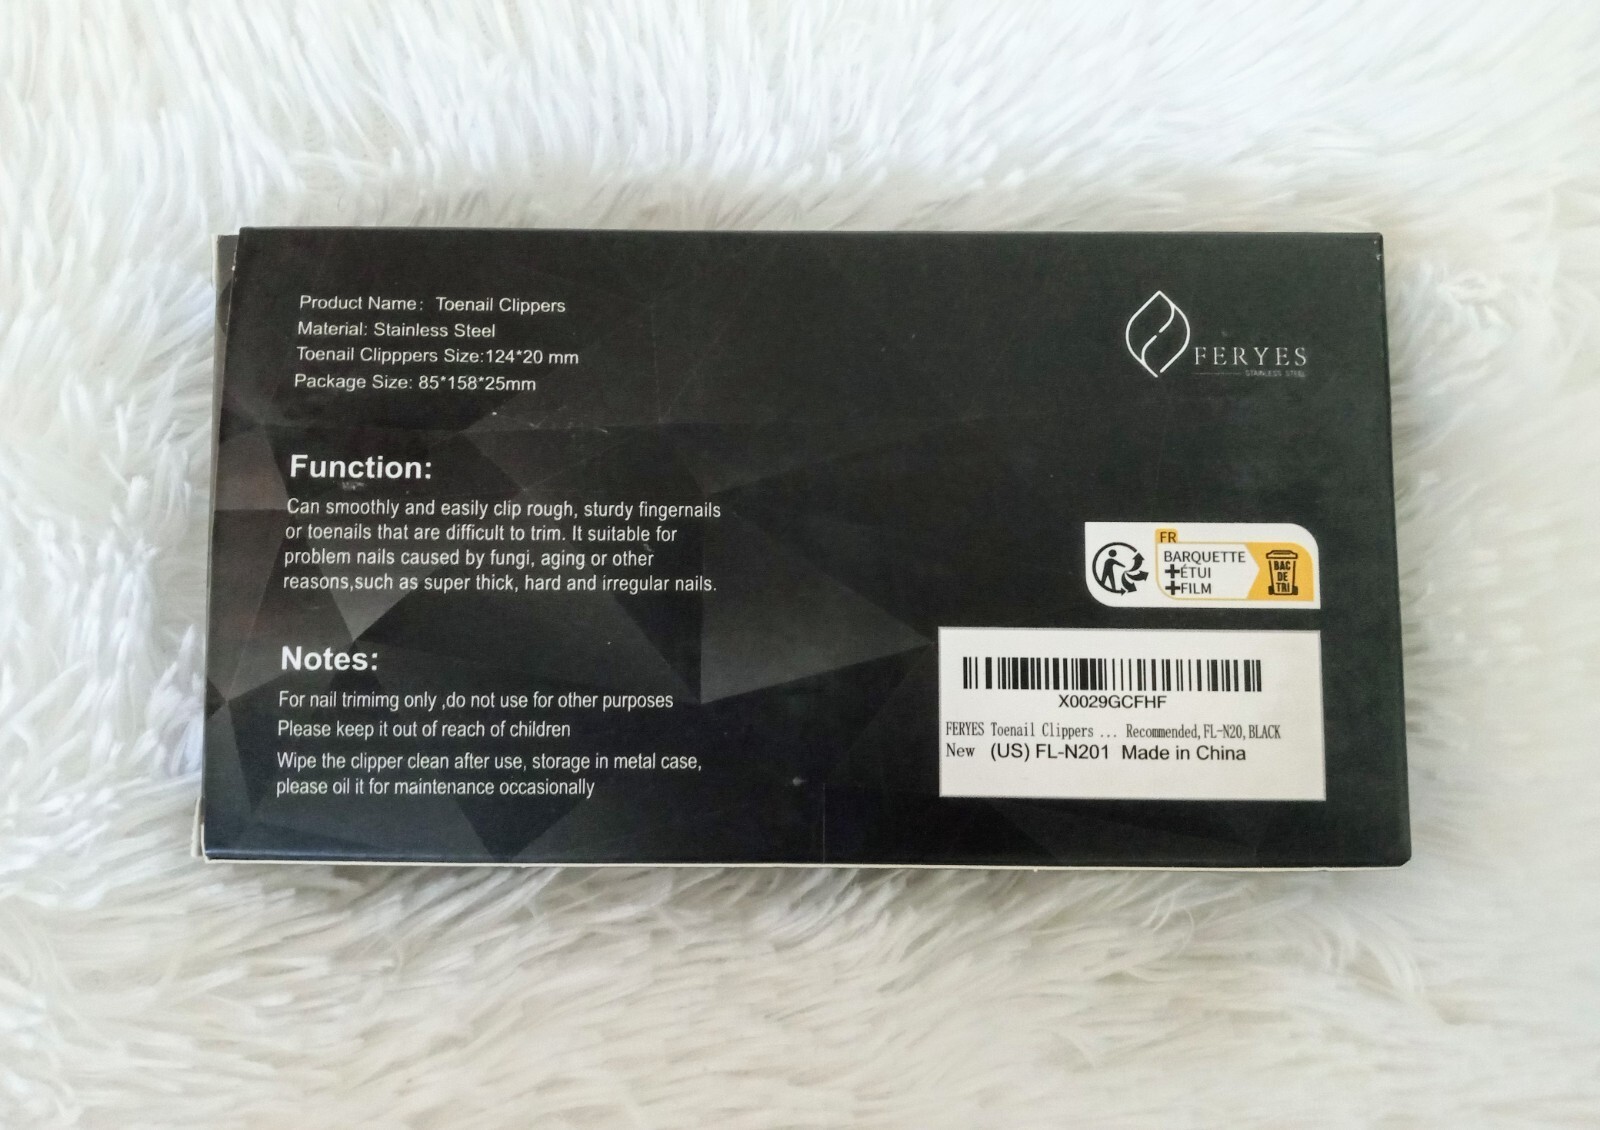 Product Name: Toenail Clippers
Material: Stainless Steel
Toenail Clipppers Size:124*20 mm
Package Size: 85*158*25mm
FERYES
STAINLESS STEEL
Function:
Can smoothly and easily clip rough, sturdy fingernails
or toenails that are difficult to trim. It suitable for
problem nails caused by fungi, aging or other
reasons,such as super thick, hard and irregular nails.
Notes:
For nail trimimg only ,do not use for other purposes
Please keep it out of reach of children
Wipe the clipper clean after use, storage in metal case,
please oil it for maintenance occasionally
FR
BARQUETTE
+ÉTUI
+FILM
BAC
DE
TRI
X0029GCFHF
FERYES Toenail Clippers ... Recommended, FL-N20, BLACK
New (US) FL-N201 Made in China